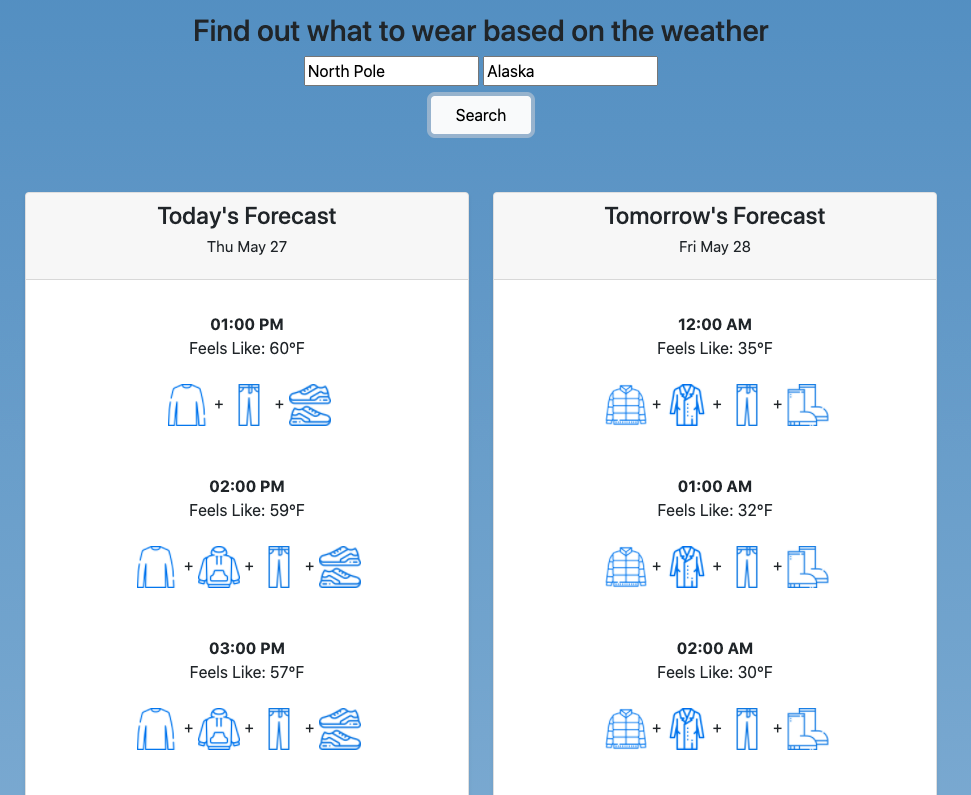 Find out what to wear based on the weather
North Pole Alaska
Search
Today's Forecast
Thu May 27
01:00 PM
Feels Like: 60°F
+ +
02:00 PM
Feels Like: 59°F
+ + +
03:00 PM
Feels Like: 57°F
+ + +
Tomorrow's Forecast
Fri May 28
12:00 AM
Feels Like: 35°F
+ + +
01:00 AM
Feels Like: 32°F
+ + +
02:00 AM
Feels Like: 30°F
+ + +